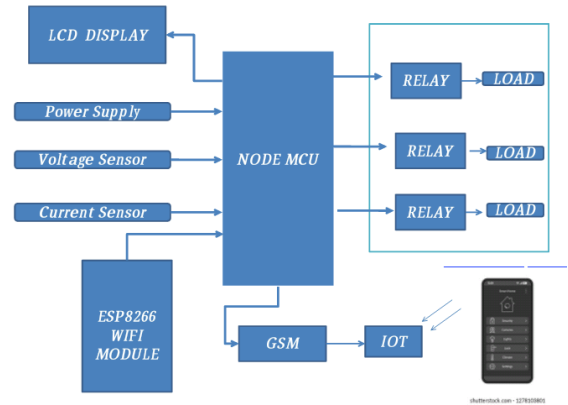 LCD DISPLAY
Power Supply
Voltage Sensor
Current Sensor
ESP8266
WIFI
MODULE
NODE MCU
RELAY
LOAD
RELAY
LOAD
RELAY
LOAD
GSM
IOT
shutterstock.com · 1278103801